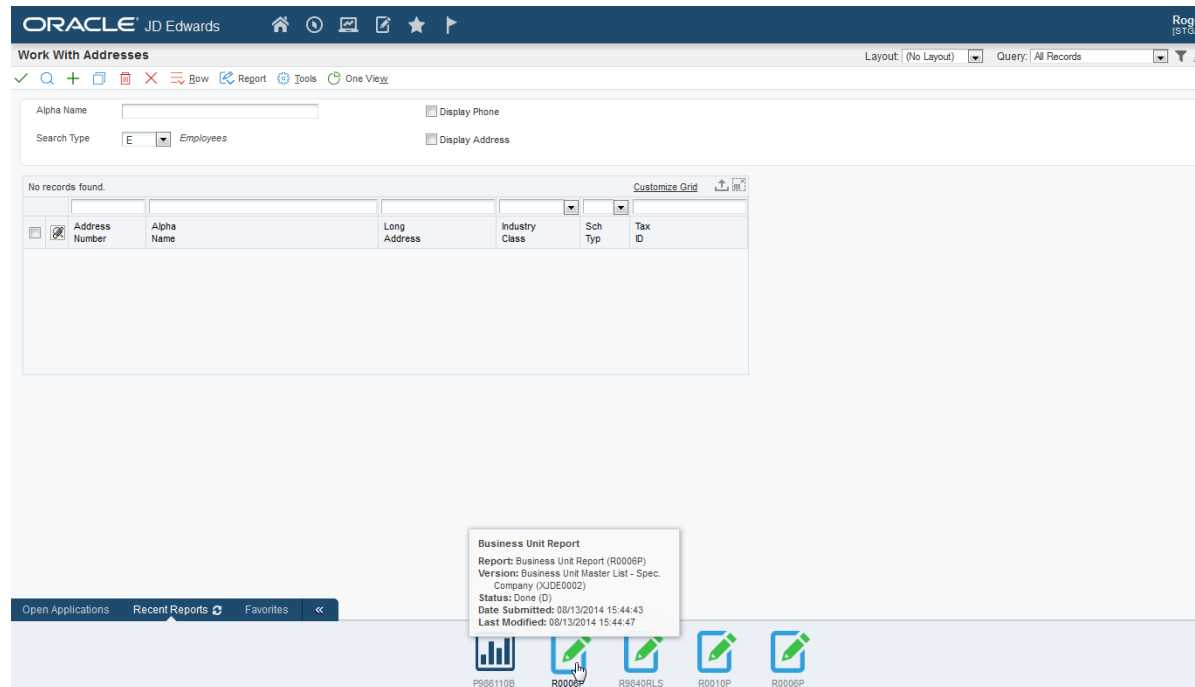 ORACLE JD Edwards
Rog
[STG
Work With Addresses
Layout: (No Layout) Query: All Records
Row Report Tools One View
Alpha Name Display Phone
Search Type E Employees Display Address
No records found. Customize Grid
Address Alpha Long Industry Sch Tax
Number Name Address Class Typ ID
Business Unit Report
Report: Business Unit Report (R0006P)
Version: Business Unit Master List - Spec.
Company (XJDE0002)
Status: Done (D)
Date Submitted: 08/13/2014 15:44:43
Last Modified: 08/13/2014 15:44:47
Open Applications Recent Reports Favorites «
P986110B R0006P R9840RLS R0010P R0006P